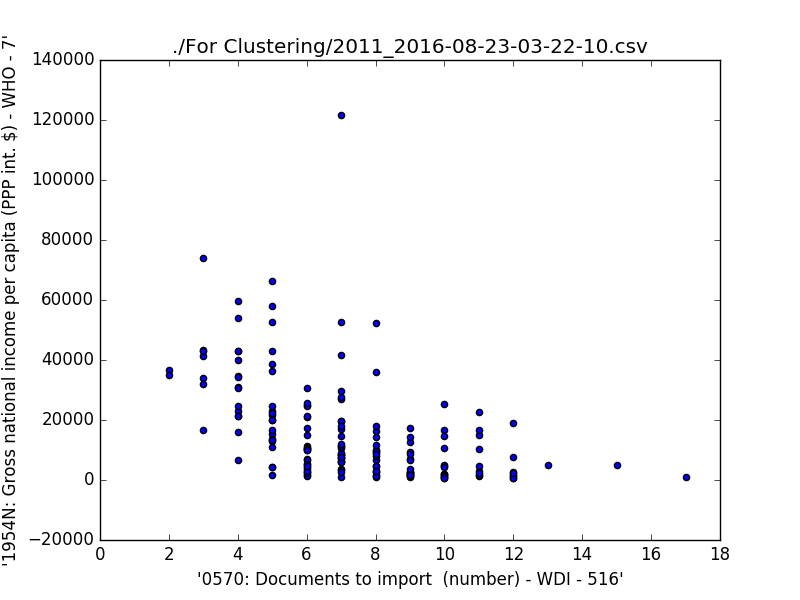 ./For Clustering/2011_2016-08-23-03-22-10.csv
'1954N: Gross national income per capita (PPP int. $) - WHO - 7'
140000
120000
100000
80000
60000
40000
20000
0
−20000
0 2 4 6 8 10 12 14 16 18
'0570: Documents to import  (number) - WDI - 516'